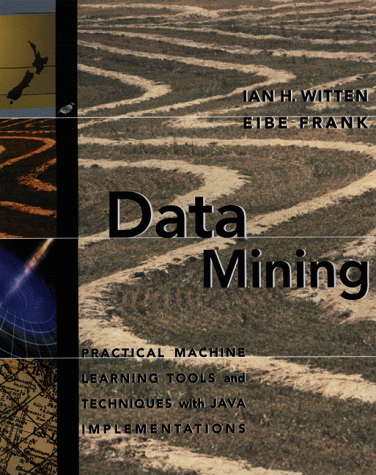 IAN H. WITTEN
EIBE FRANK
Data
Mining
PRACTICAL MACHINE
LEARNING TOOLS and
TECHNIQUES with JAVA
IMPLEMENTATIONS